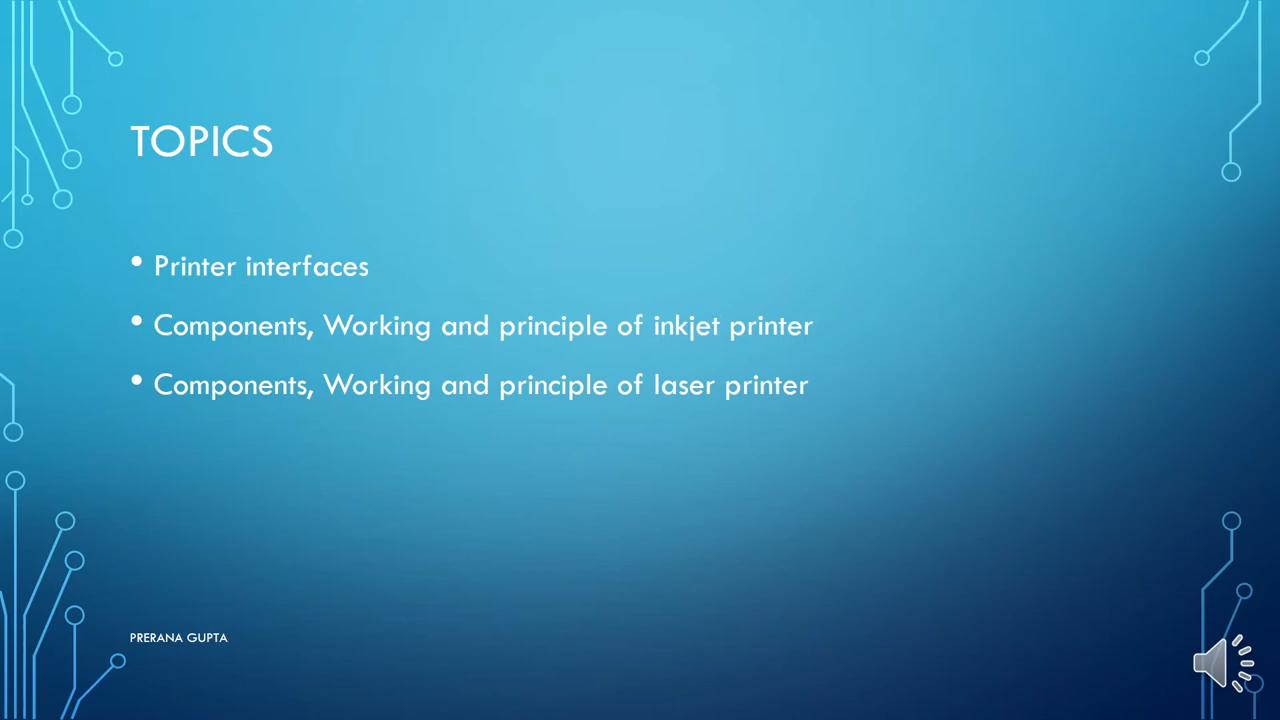 TOPICS
• Printer interfaces
• Components, Working and principle of inkjet printer
• Components, Working and principle of laser printer
PRERANA GUPTA